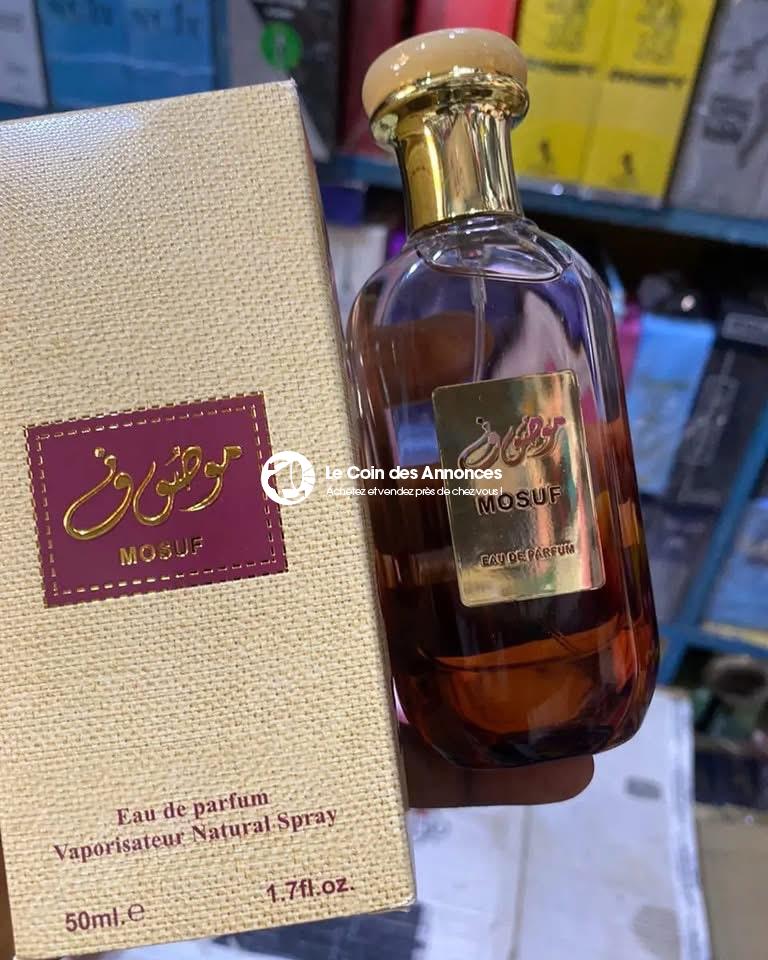 موصوف
MOSUF
Eau de parfum
Vaporisateur Natural Spray
50ml.e
1.7fl.oz.
موصوف
MOSUF
EAU DE PARFUM
Le Coin des Annonces
Achetez et vendez près de chez vous !